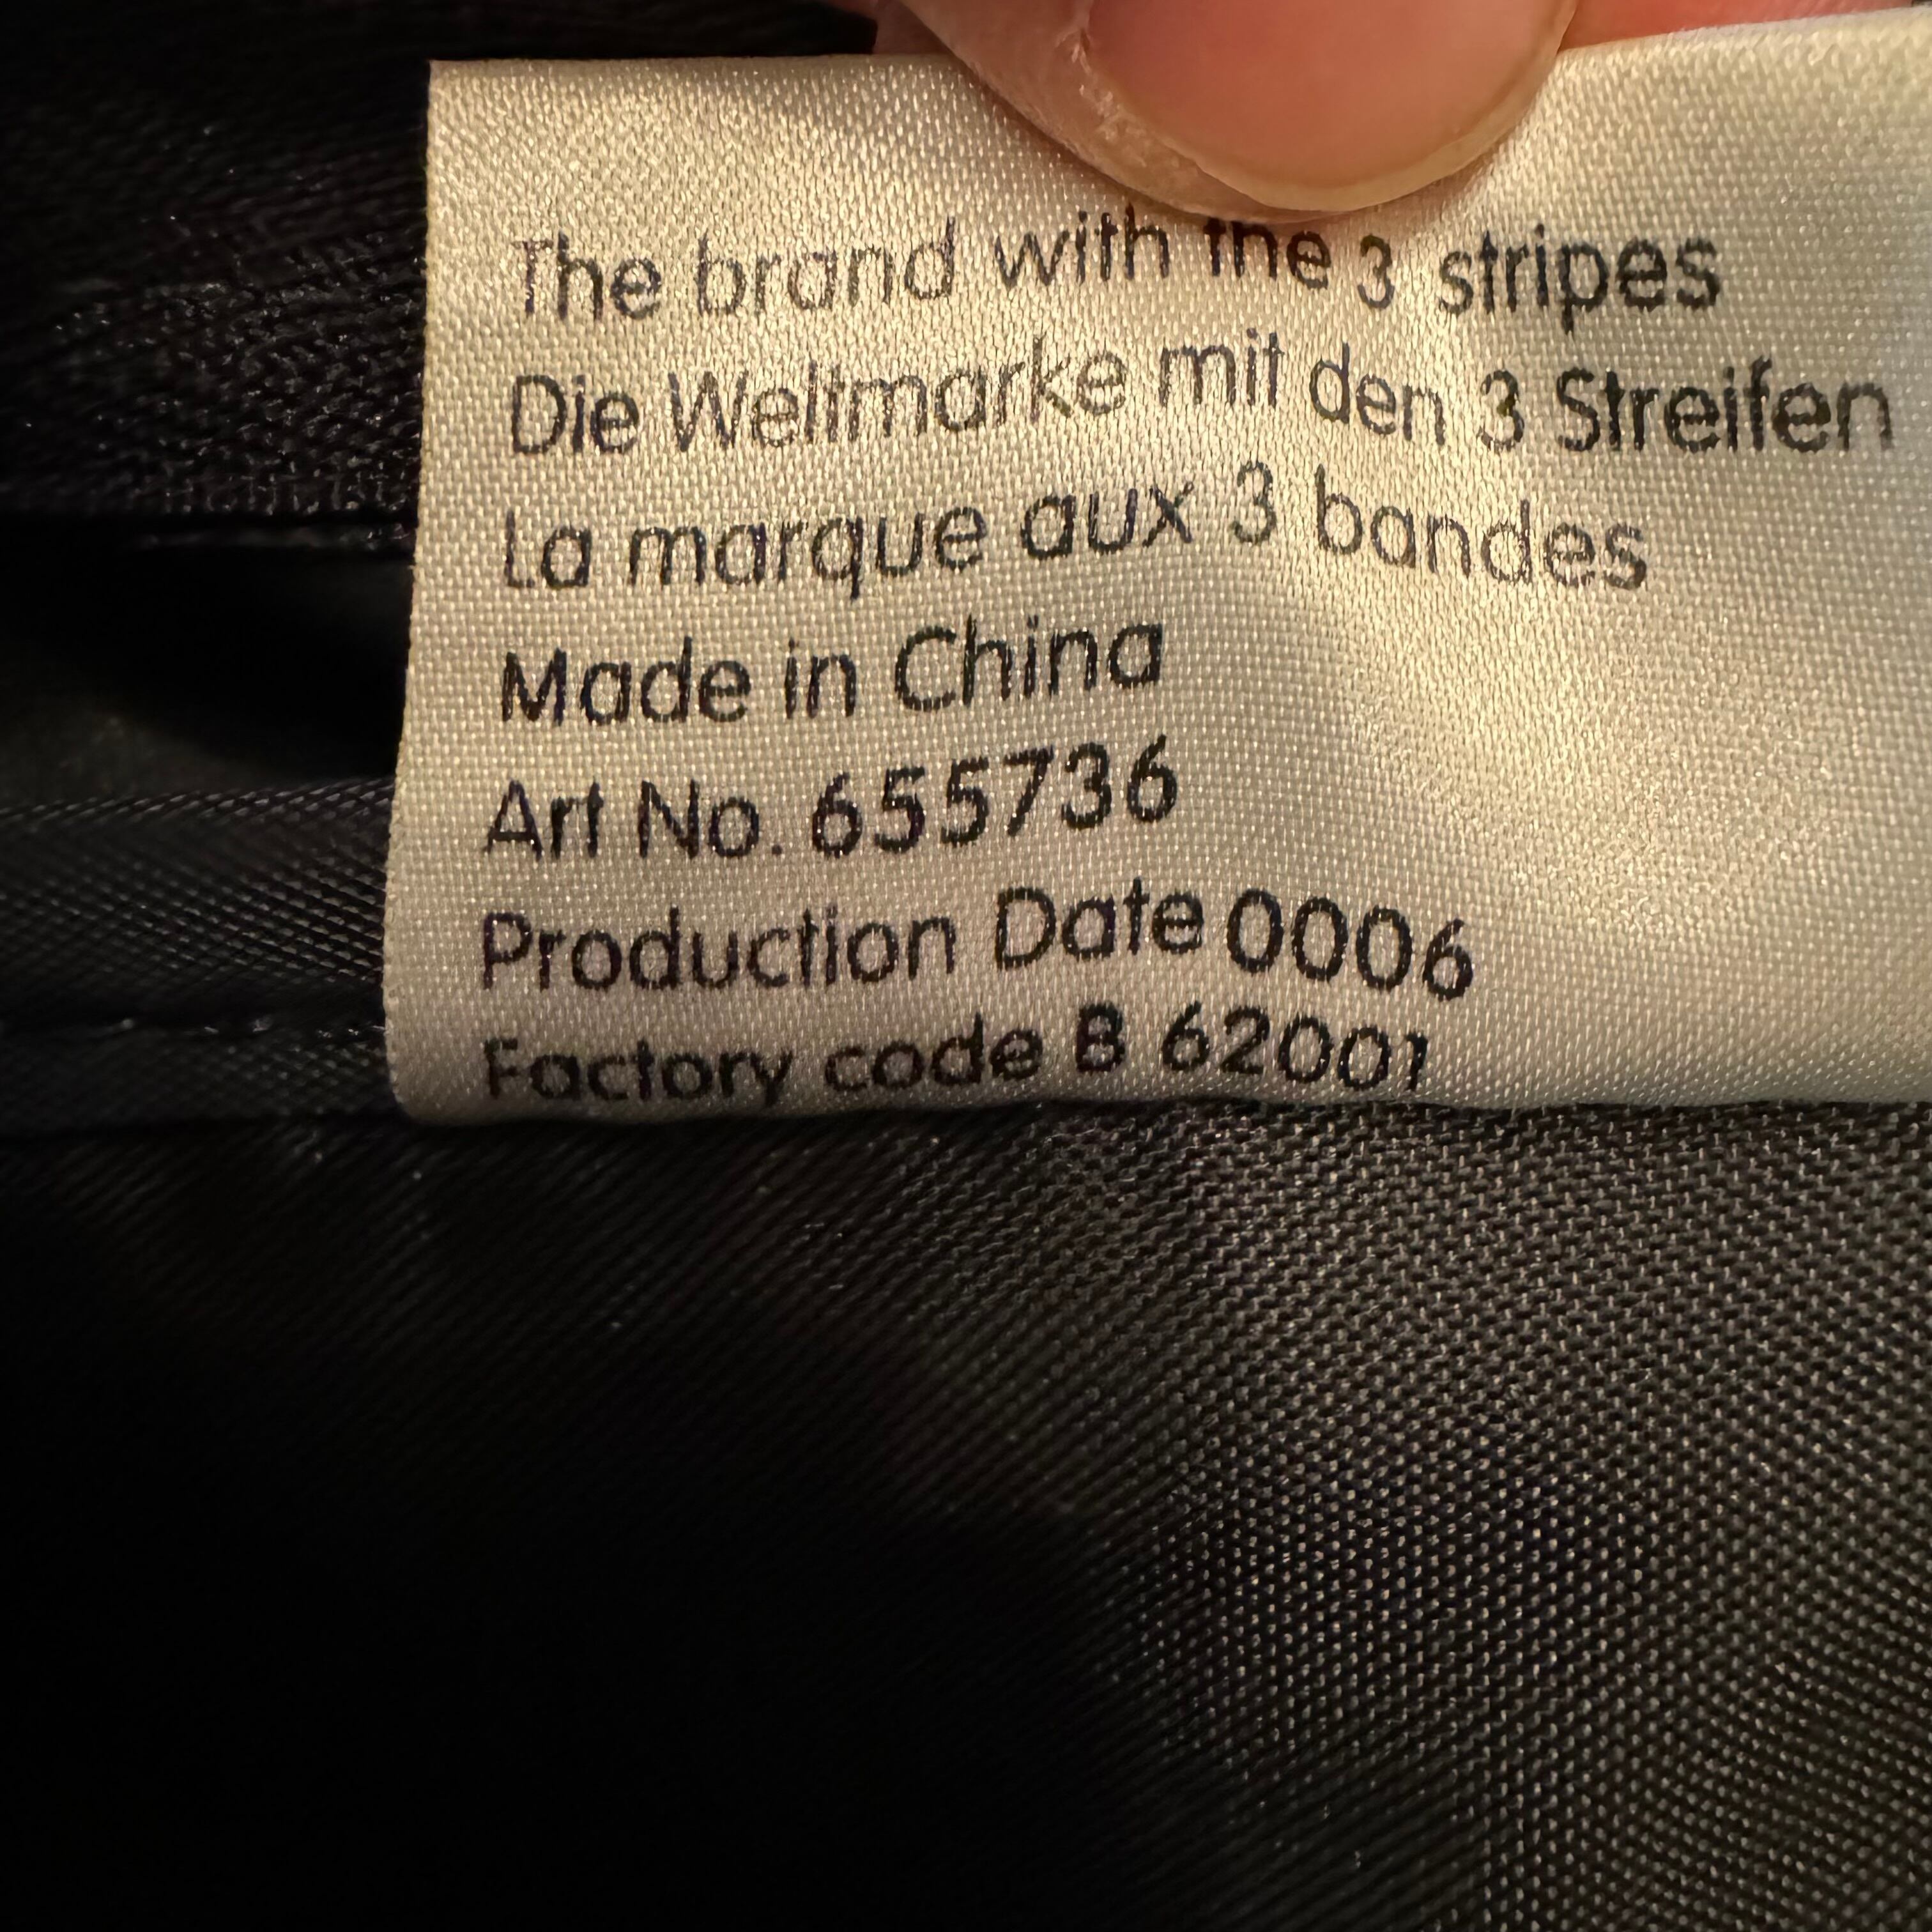 The brand with the 3 stripes
Die Weltmarke mit den 3 Streifen
La marque aux 3 bandes
Made in China
Art No. 655736
Production Date 0006
Factory code B 62001